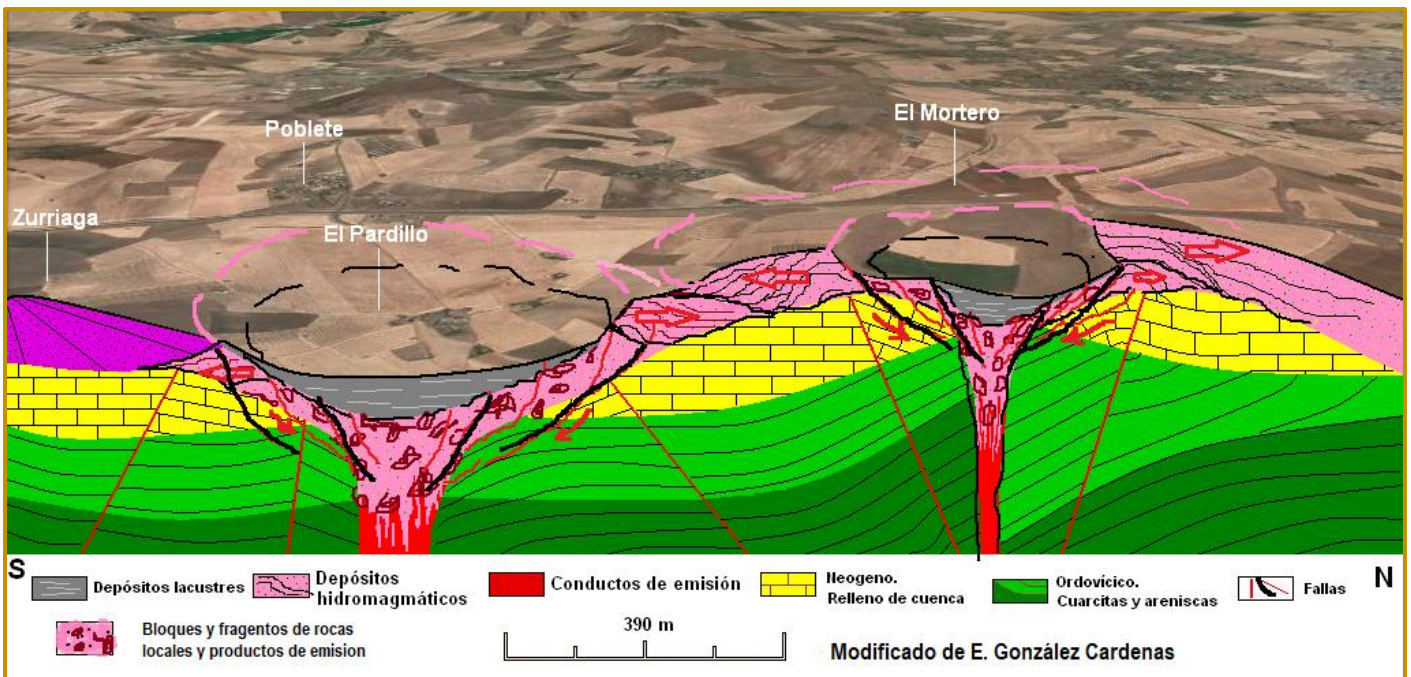 El Mortero
Poblete
Zurriaga
El Pardillo
S
Depósitos lacustres
Depósitos
hidromagmáticos
Conductos de emisión
Neogeno.
Relleno de cuenca
Ordovícico.
Cuarcitas y areniscas
Fallas
N
Bloques y fragentos de rocas
locales y productos de emision
390 m
Modificado de E. González Cardenas